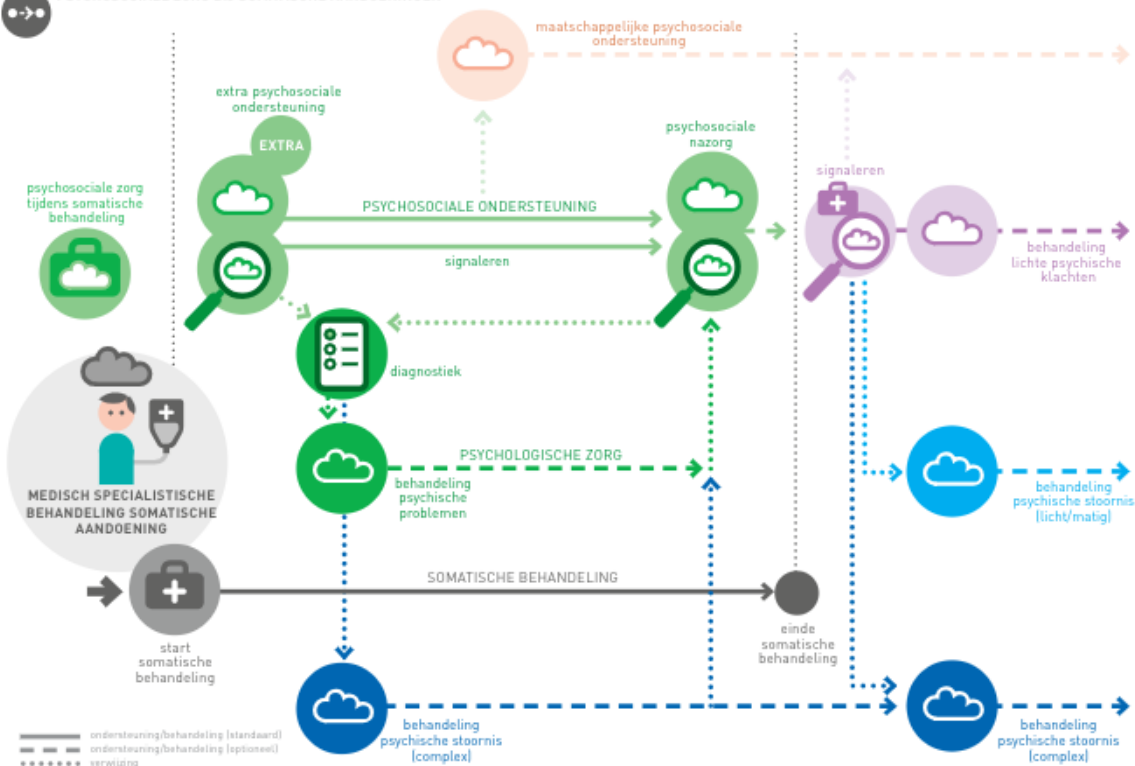 maatschappelijke psychosociale
ondersteuning
extra psychosociale
ondersteuning
EXTRA
psychosociale
nazorg
signaleren
psychosociale zorg
tijdens somatische
behandeling
PSYCHOSOCIALE ONDERSTEUNING
signaleren
behandeling
lichte psychische
klachten
diagnostiek
PSYCHOLOGISCHE ZORG
behandeling
psychische
problemen
behandeling
psychische stoornis
(licht/matig)
MEDISCH SPECIALISTISCHE
BEHANDELING SOMATISCHE
AANDOENING
SOMATISCHE BEHANDELING
start
somatische
behandeling
einde
somatische
behandeling
behandeling
psychische stoornis
(complex)
behandeling
psychische stoornis
(complex)
ondersteuning/behandeling (standaard)
ondersteuning/behandeling (optioneel)
verwijzing